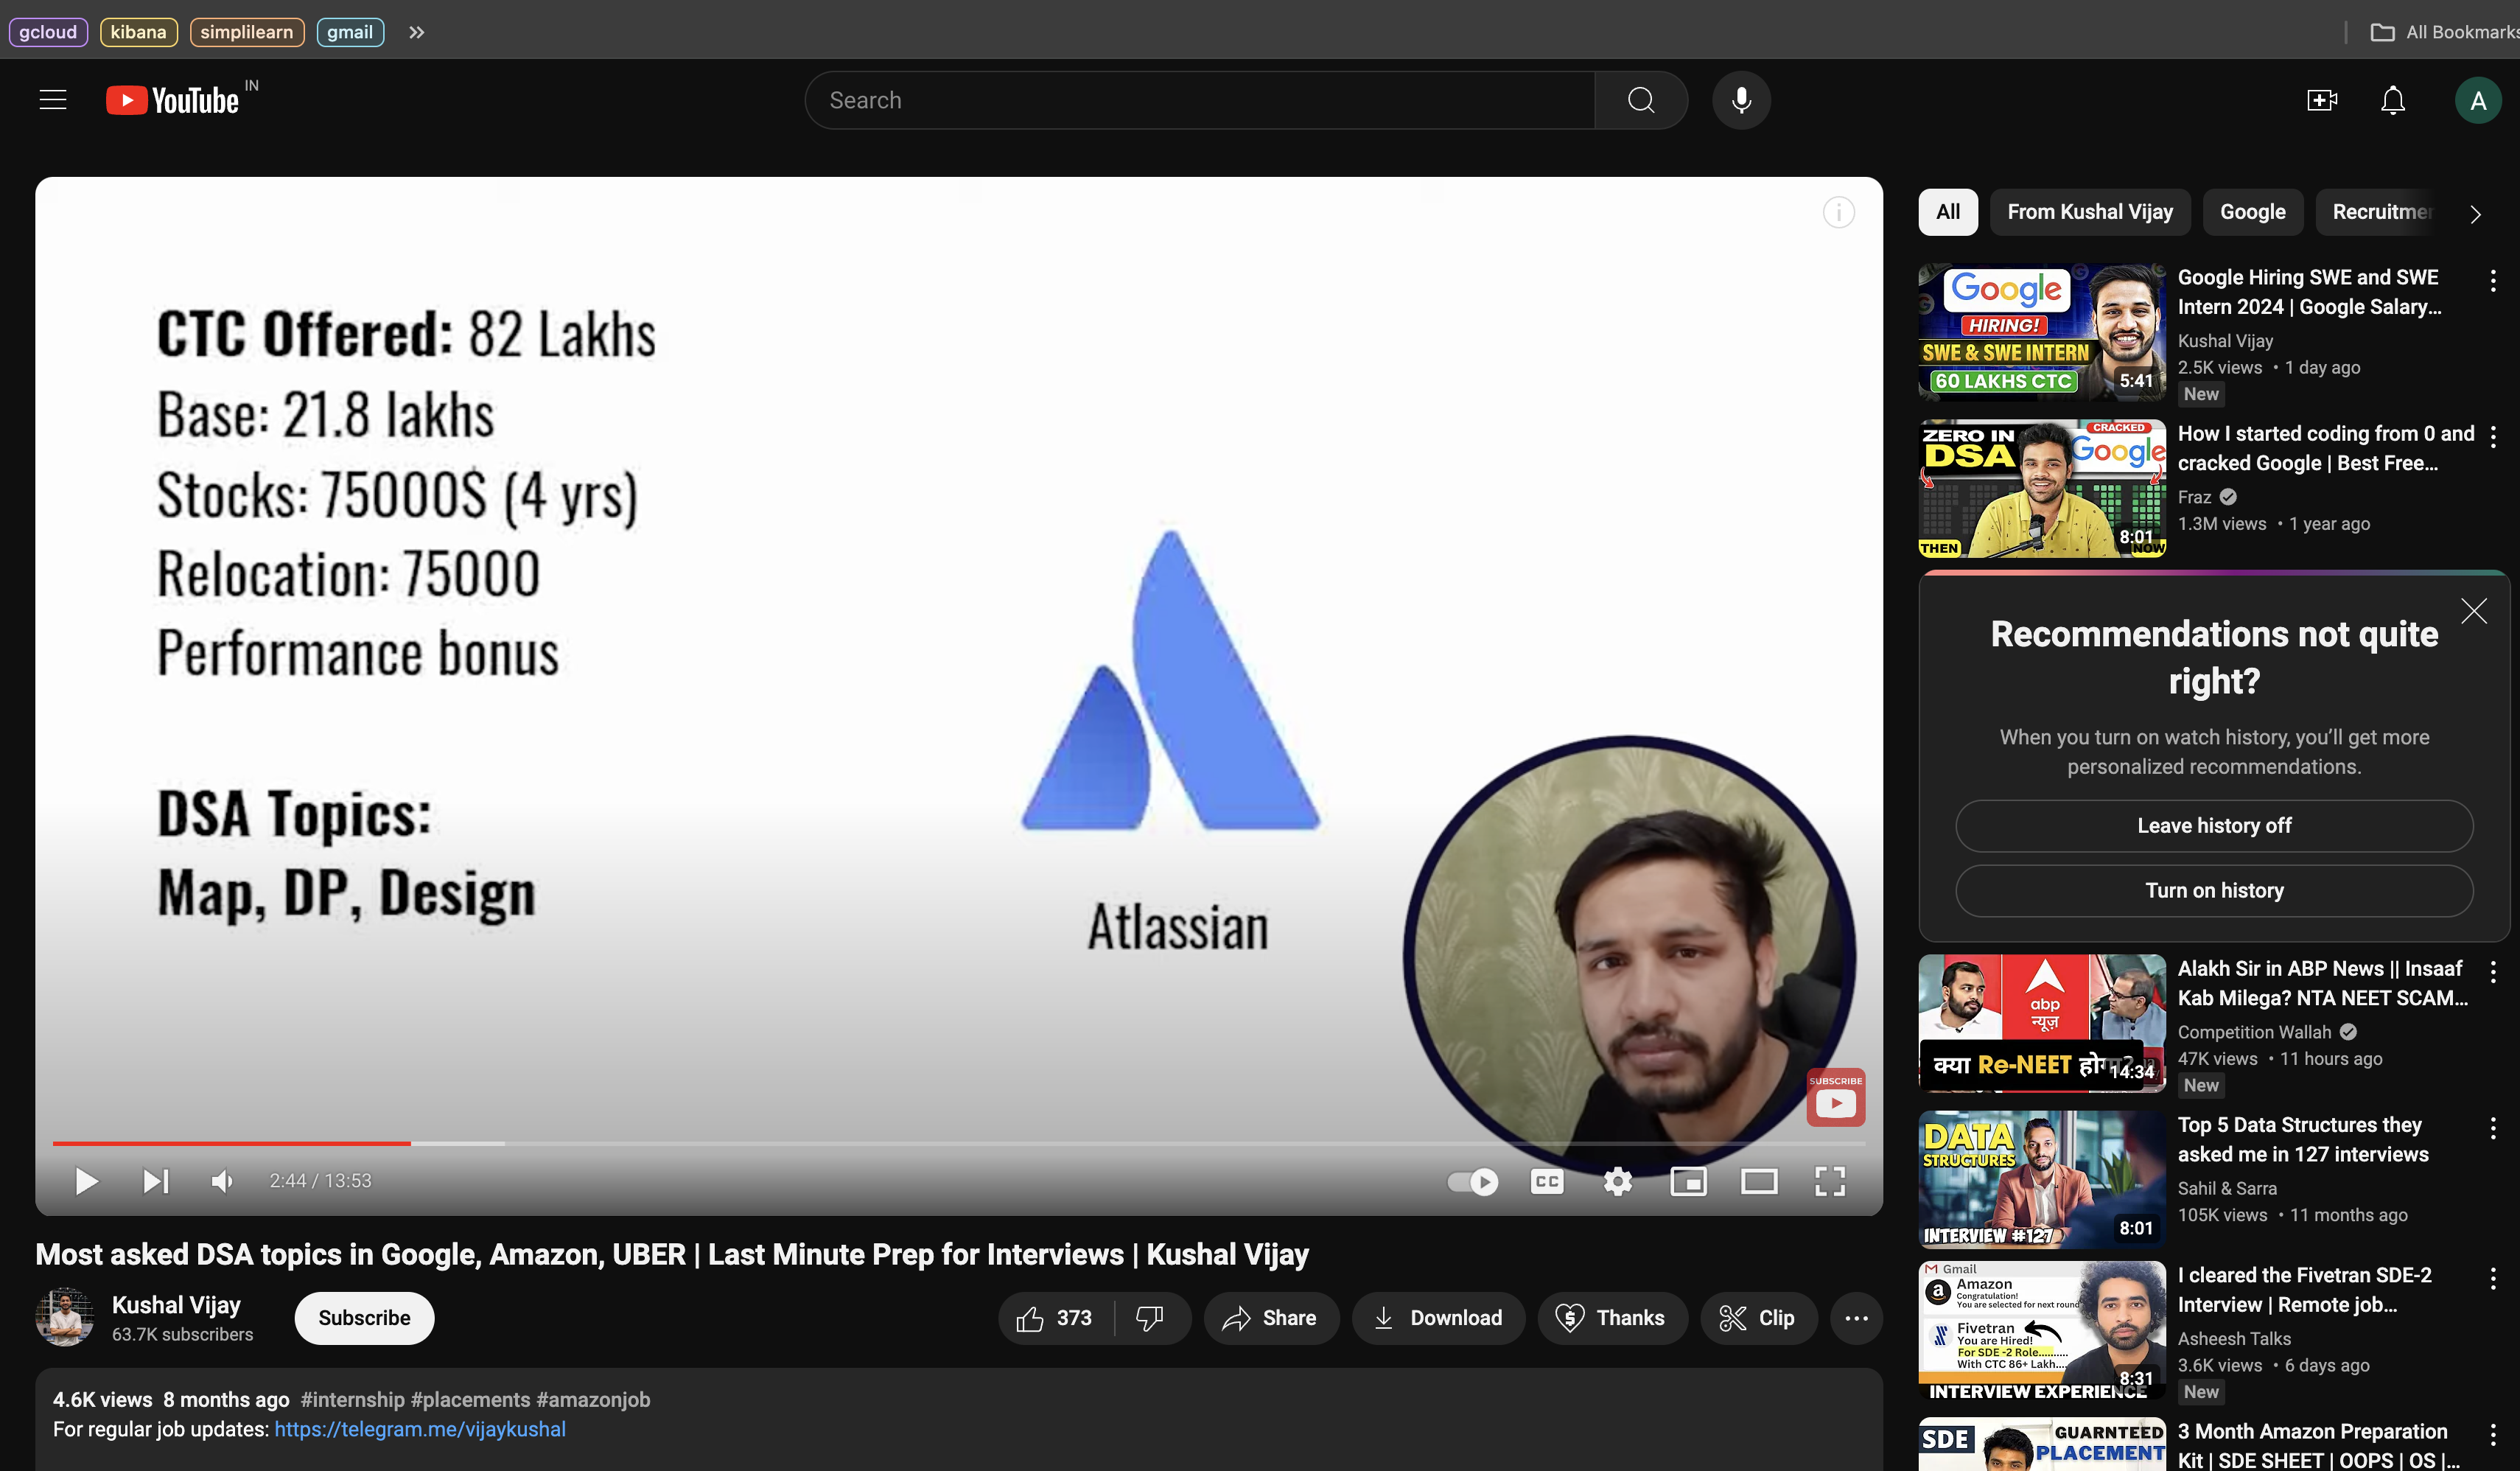 gcloud
kibana
simplilearn
gmail
All Bookmarks
YouTube IN
Search
A
CTC Offered: 82 Lakhs
Base: 21.8 lakhs
Stocks: 75000$ (4 yrs)
Relocation: 75000
Performance bonus
DSA Topics:
Map, DP, Design
Atlassian
SUBSCRIBE
2:44 / 13:53
CC
Most asked DSA topics in Google, Amazon, UBER | Last Minute Prep for Interviews | Kushal Vijay
Kushal Vijay
63.7K subscribers
Subscribe
373
Share
Download
Thanks
Clip
4.6K views 8 months ago #internship #placements #amazonjob
For regular job updates: https://telegram.me/vijaykushal
All
From Kushal Vijay
Google
Google
HIRING!
SWE & SWE INTERN
60 LAKHS CTC
5:41
Google Hiring SWE and SWE
Intern 2024 | Google Salary...
Kushal Vijay
2.5K views • 1 day ago
New
ZERO IN
DSA
CRACKED
Google
THEN
NOW
8:01
How I started coding from 0 and
cracked Google | Best Free...
Fraz
1.3M views • 1 year ago
Recommendations not quite
right?
When you turn on watch history, you’ll get more
personalized recommendations.
Leave history off
Turn on history
abp
न्यूज़
क्या Re-NEET
14:34
Alakh Sir in ABP News || Insaaf
Kab Milega? NTA NEET SCAM...
Competition Wallah
47K views • 11 hours ago
New
DATA
STRUCTURES
INTERVIEW #127
8:01
Top 5 Data Structures they
asked me in 127 interviews
Sahil & Sarra
105K views • 11 months ago
Gmail
Amazon
Congratulation!
You are selected for next round
Fivetran
You are Hired!
For SDE -2 Role.........
With CTC 86+ Lakh....
INTERVIEW EXPERIENCE
8:31
I cleared the Fivetran SDE-2
Interview | Remote job...
Asheesh Talks
3.6K views • 6 days ago
New
SDE
GUARNTEED
PLACEMENT
3 Month Amazon Preparation
Kit | SDE SHEET | OOPS | OS |...